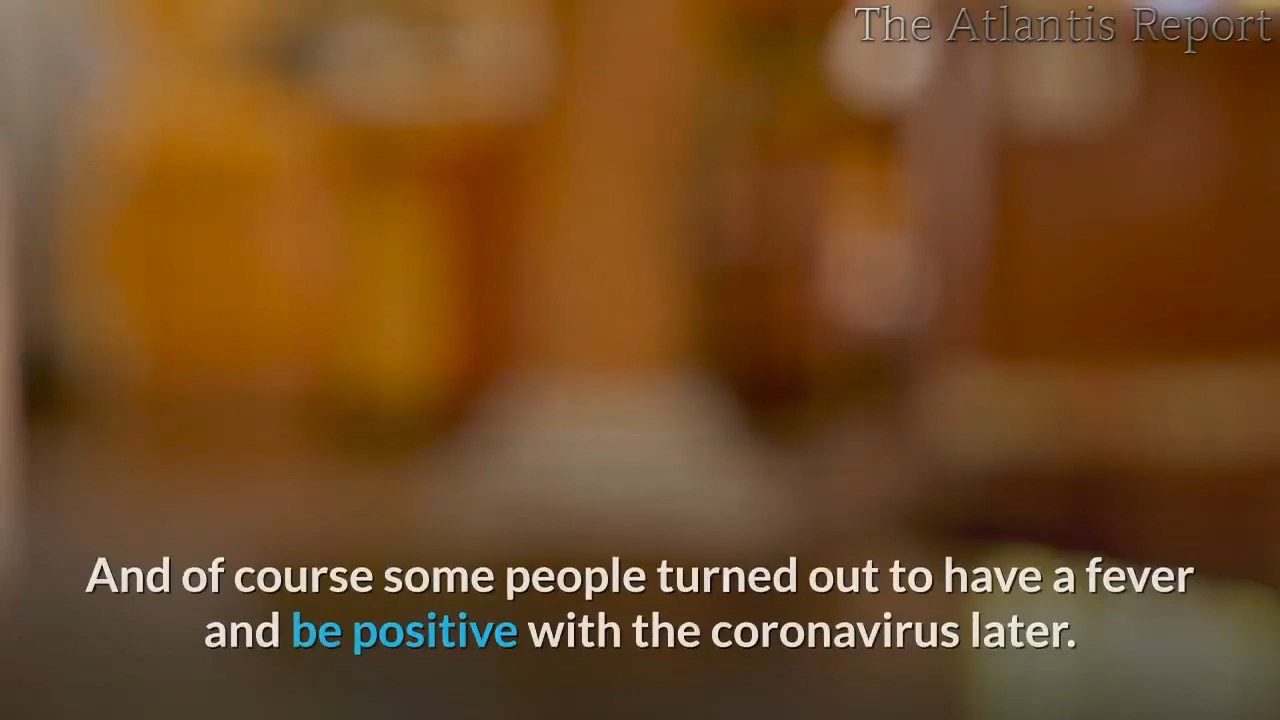 The Atlantis Report
And of course some people turned out to have a fever
and be positive with the coronavirus later.